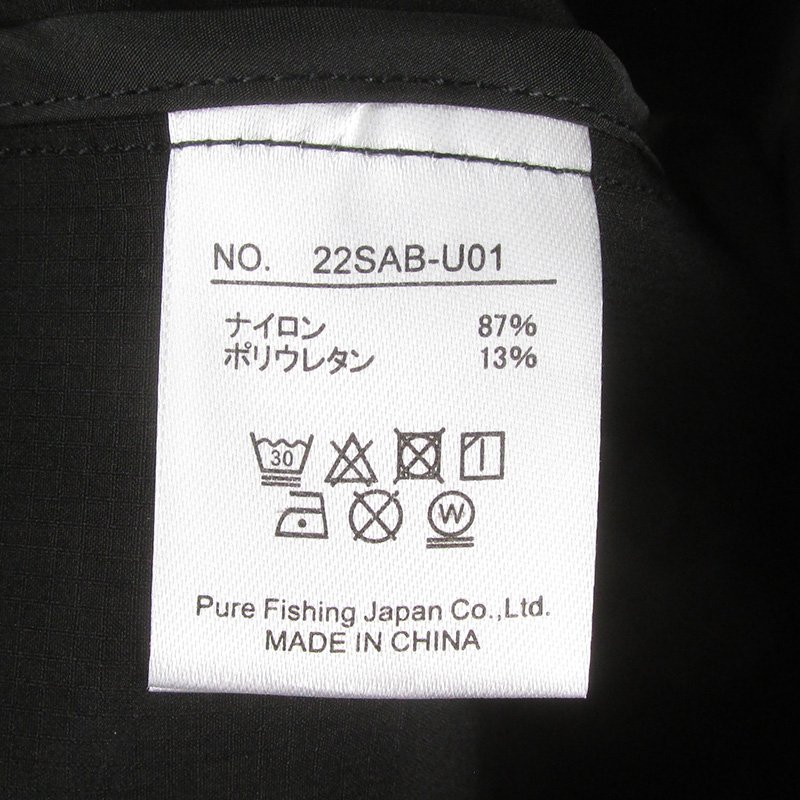 NO. 22SAB-U01
ナイロン 87%
ポリウレタン 13%
30
W
Pure Fishing Japan Co.,Ltd.
MADE IN CHINA